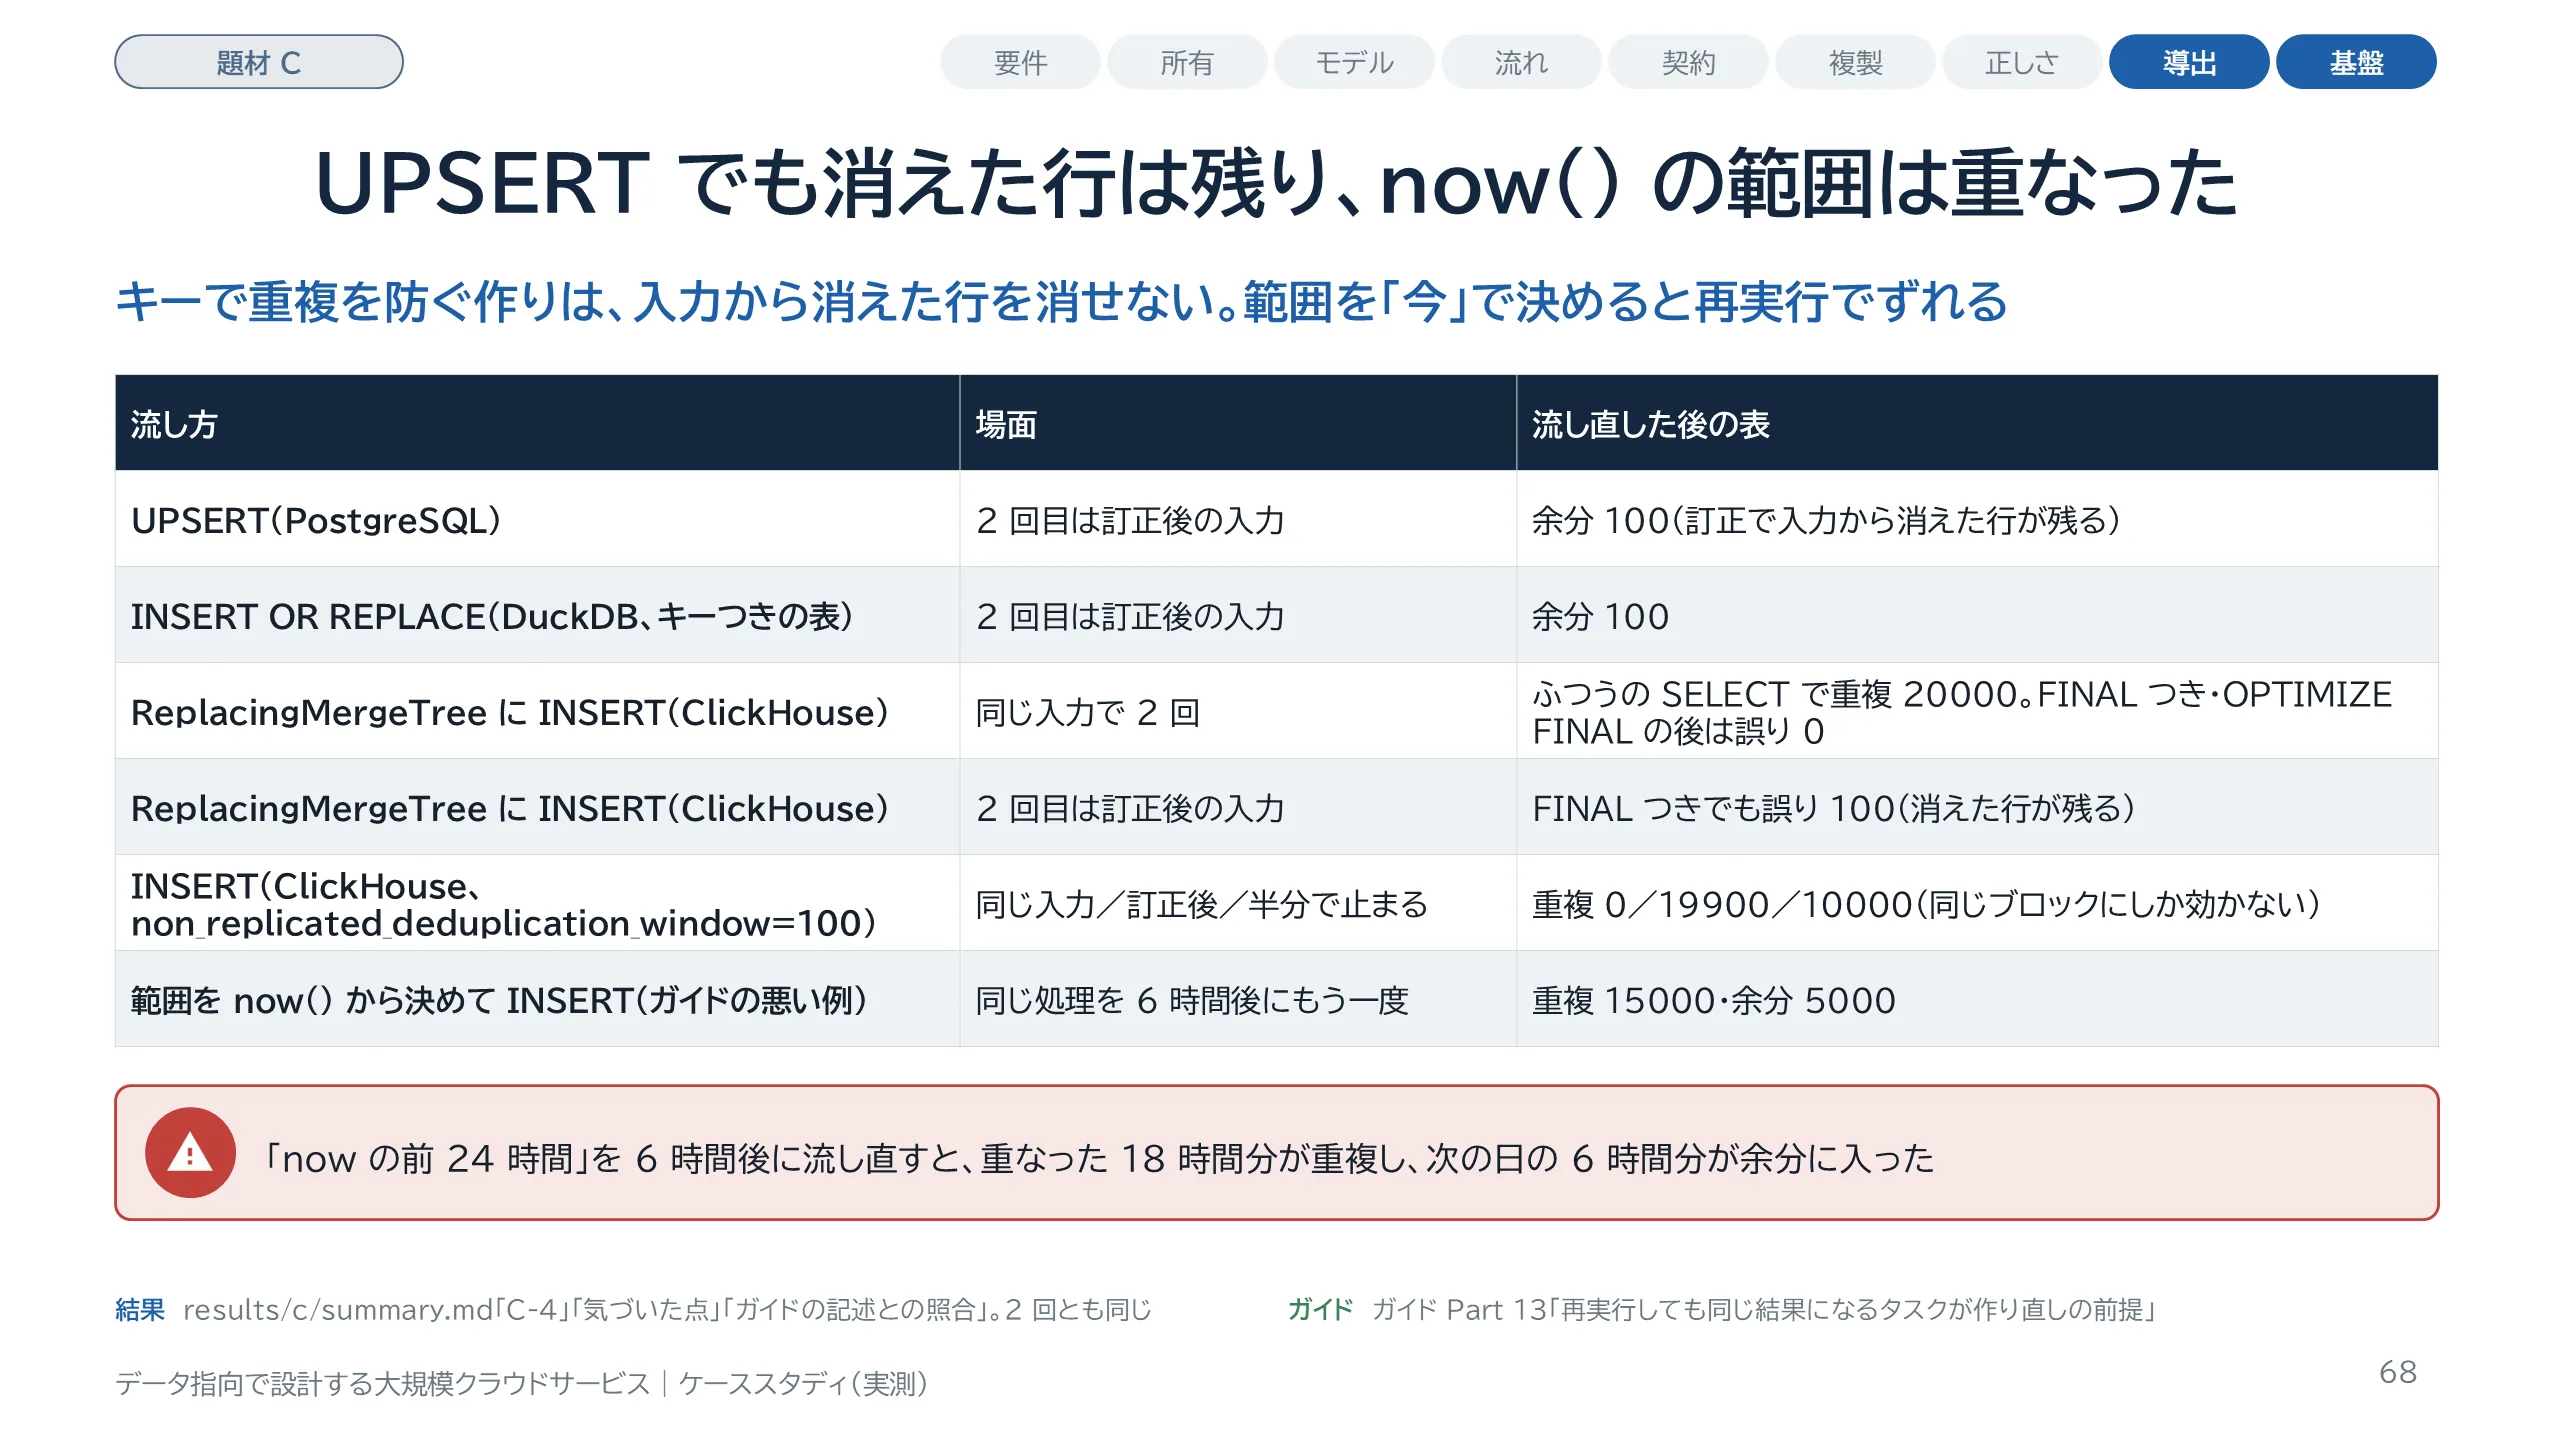 題材 C
要件
所有
モデル
流れ
契約
複製
正しさ
導出
基盤
UPSERT でも消えた行は残り、now() の範囲は重なった
キーで重複を防ぐ作りは、入力から消えた行を消せない。範囲を「今」で決めると再実行でずれる
流し方
場面
流し直した後の表
UPSERT(PostgreSQL)
2 回目は訂正後の入力
余分 100(訂正で入力から消えた行が残る)
INSERT OR REPLACE(DuckDB、キーつきの表)
2 回目は訂正後の入力
余分 100
ReplacingMergeTree に INSERT(ClickHouse)
同じ入力で 2 回
ふつうの SELECT で重複 20000。FINAL つき・OPTIMIZE
FINAL の後は誤り 0
ReplacingMergeTree に INSERT(ClickHouse)
2 回目は訂正後の入力
FINAL つきでも誤り 100(消えた行が残る)
INSERT(ClickHouse、
non_replicated_deduplication_window=100)
同じ入力／訂正後／半分で止まる
重複 0／19900／10000(同じブロックにしか効かない)
範囲を now() から決めて INSERT(ガイドの悪い例)
同じ処理を 6 時間後にもう一度
重複 15000・余分 5000
「now の前 24 時間」を 6 時間後に流し直すと、重なった 18 時間分が重複し、次の日の 6 時間分が余分に入った
結果 results/c/summary.md「C-4」「気づいた点」「ガイドの記述との照合」。2 回とも同じ
ガイド ガイド Part 13「再実行しても同じ結果になるタスクが作り直しの前提」
データ指向で設計する大規模クラウドサービス｜ケーススタディ(実測)
68